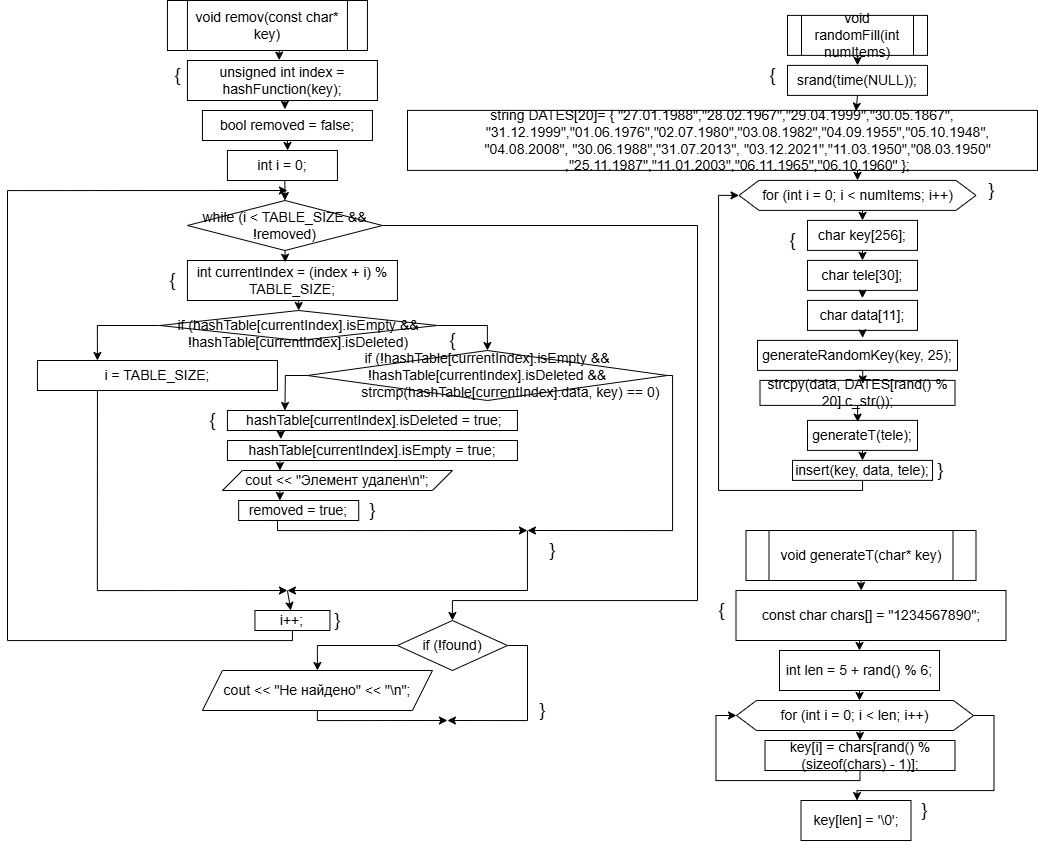 void remov(const char*
key)
{
unsigned int index =
hashFunction(key);
bool removed = false;
int i = 0;
while (i < TABLE_SIZE &&
!removed)
{
int currentIndex = (index + i) %
TABLE_SIZE;
if (hashTable[currentIndex].isEmpty &&
!hashTable[currentIndex].isDeleted)
i = TABLE_SIZE;
{
if (!hashTable[currentIndex].isEmpty &&
!hashTable[currentIndex].isDeleted &&
strcmp(hashTable[currentIndex].data, key) == 0)
{
hashTable[currentIndex].isDeleted = true;
hashTable[currentIndex].isEmpty = true;
cout << "Элемент удален\n";
removed = true;
}
}
i++;
}
if (!found)
cout << "Не найдено" << "\n";
}
void
randomFill(int
numItems)
{
srand(time(NULL));
string DATES[20]= { "27.01.1988","28.02.1967","29.04.1999","30.05.1867",
"31.12.1999","01.06.1976","02.07.1980","03.08.1982","04.09.1955","05.10.1948",
"04.08.2008", "30.06.1988","31.07.2013", "03.12.2021","11.03.1950","08.03.1950"
,"25.11.1987","11.01.2003","06.11.1965","06.10.1960" };
for (int i = 0; i < numItems; i++)
}
{
char key[256];
char tele[30];
char data[11];
generateRandomKey(key, 25);
strcpy(data, DATES[rand() %
20].c_str());
generateT(tele);
insert(key, data, tele);
}
void generateT(char* key)
{
const char chars[] = "1234567890";
int len = 5 + rand() % 6;
for (int i = 0; i < len; i++)
key[i] = chars[rand() %
(sizeof(chars) - 1)];
key[len] = '\0';
}